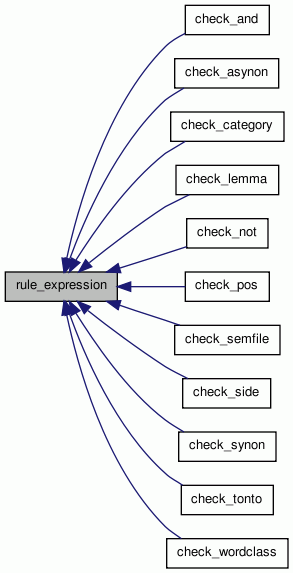 check_and
check_asynon
check_category
check_lemma
check_not
rule_expression
check_pos
check_semfile
check_side
check_synon
check_tonto
check_wordclass